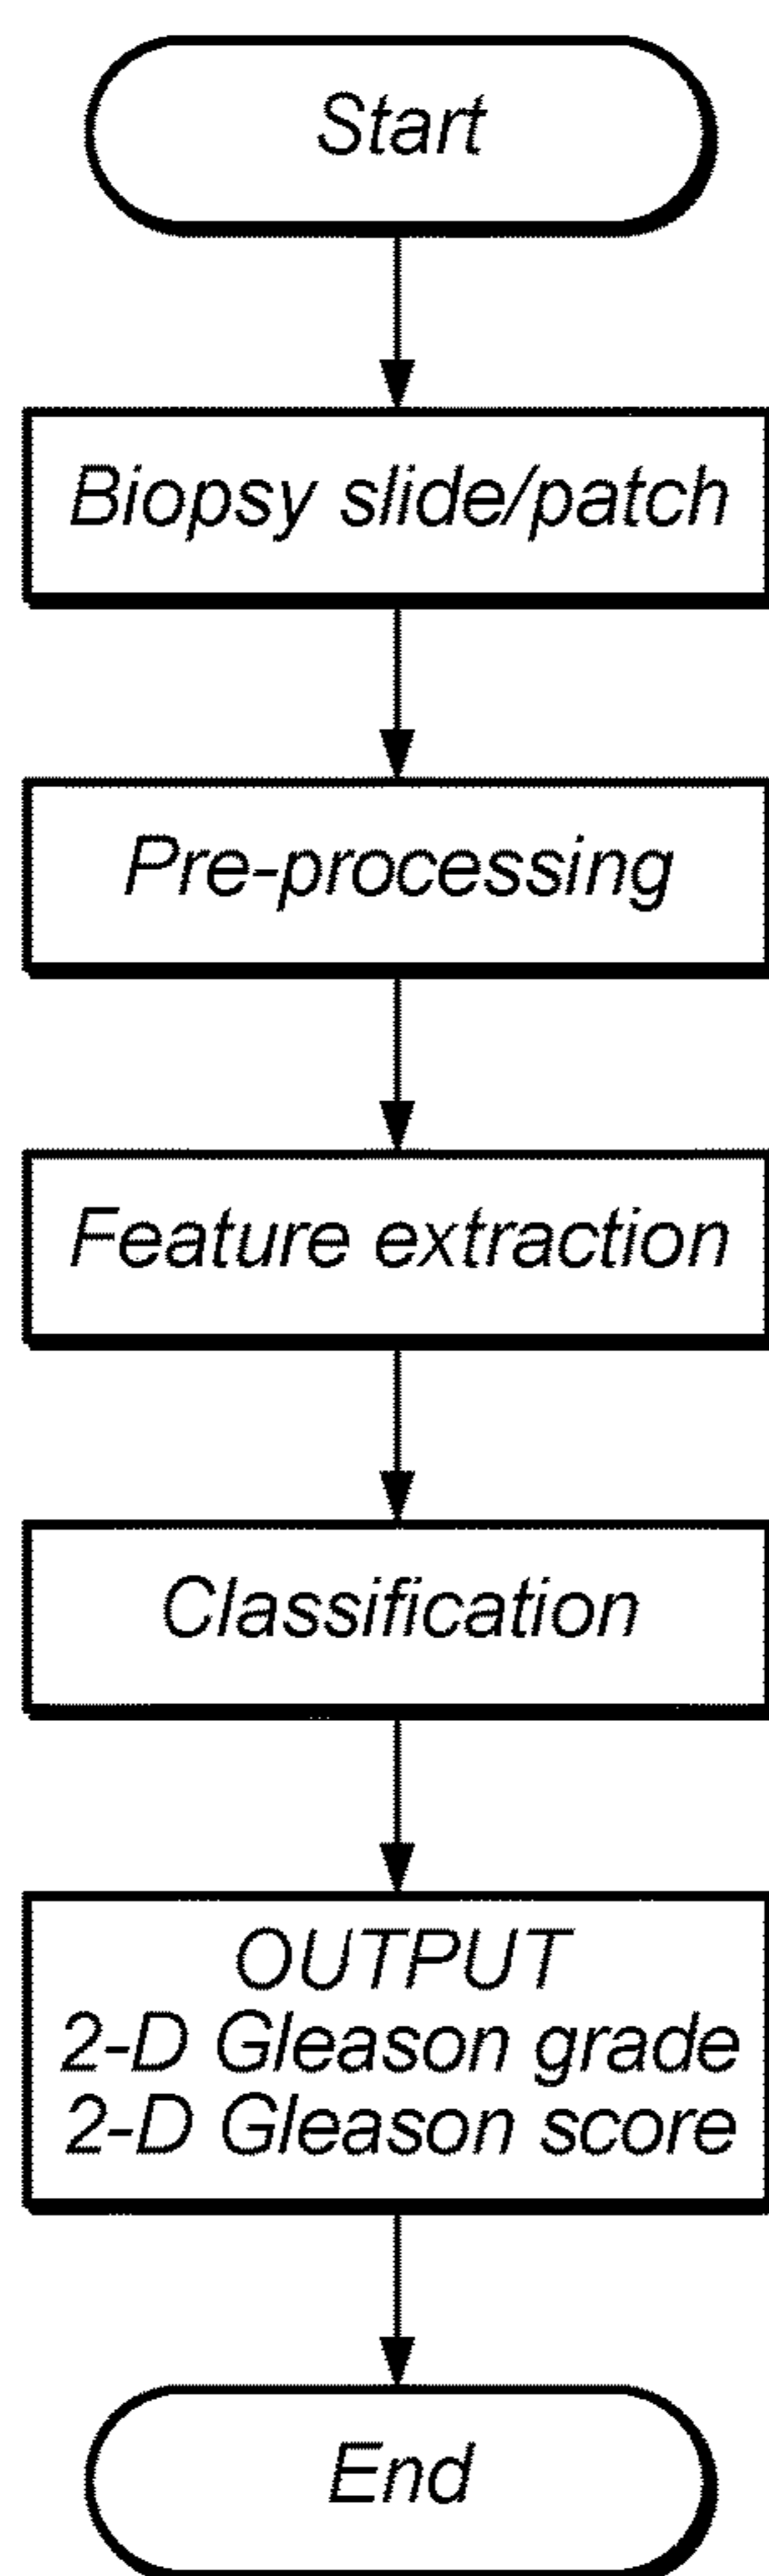 Start
Biopsy slide/patch
Pre-processing
Feature extraction
Classification
OUTPUT
2-D Gleason grade
2-D Gleason score
End